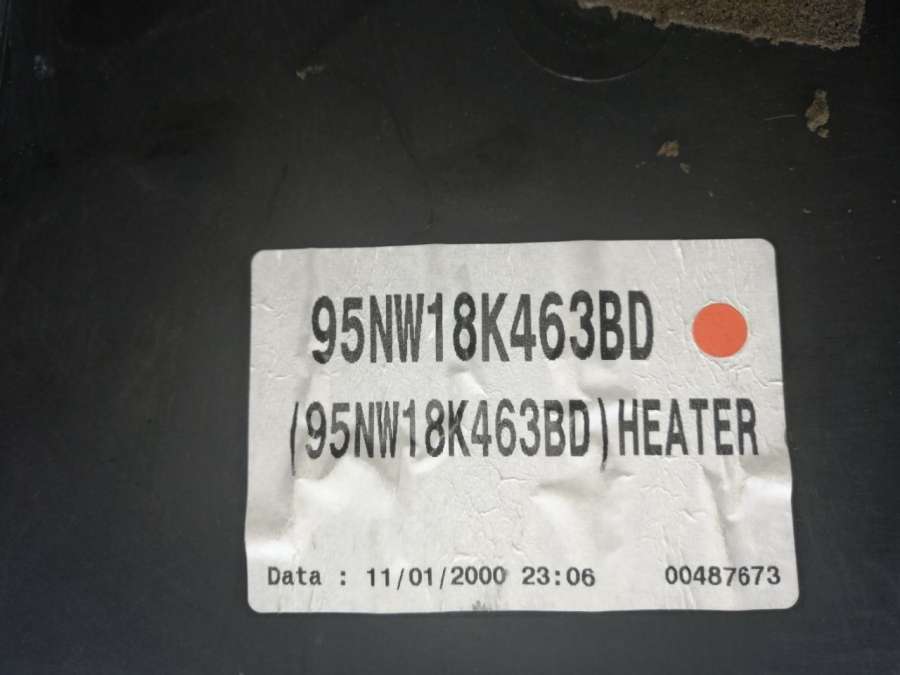 95NW18K463BD
(95NW18K463BD)HEATER
Data : 11/01/2000 23:06 00487673